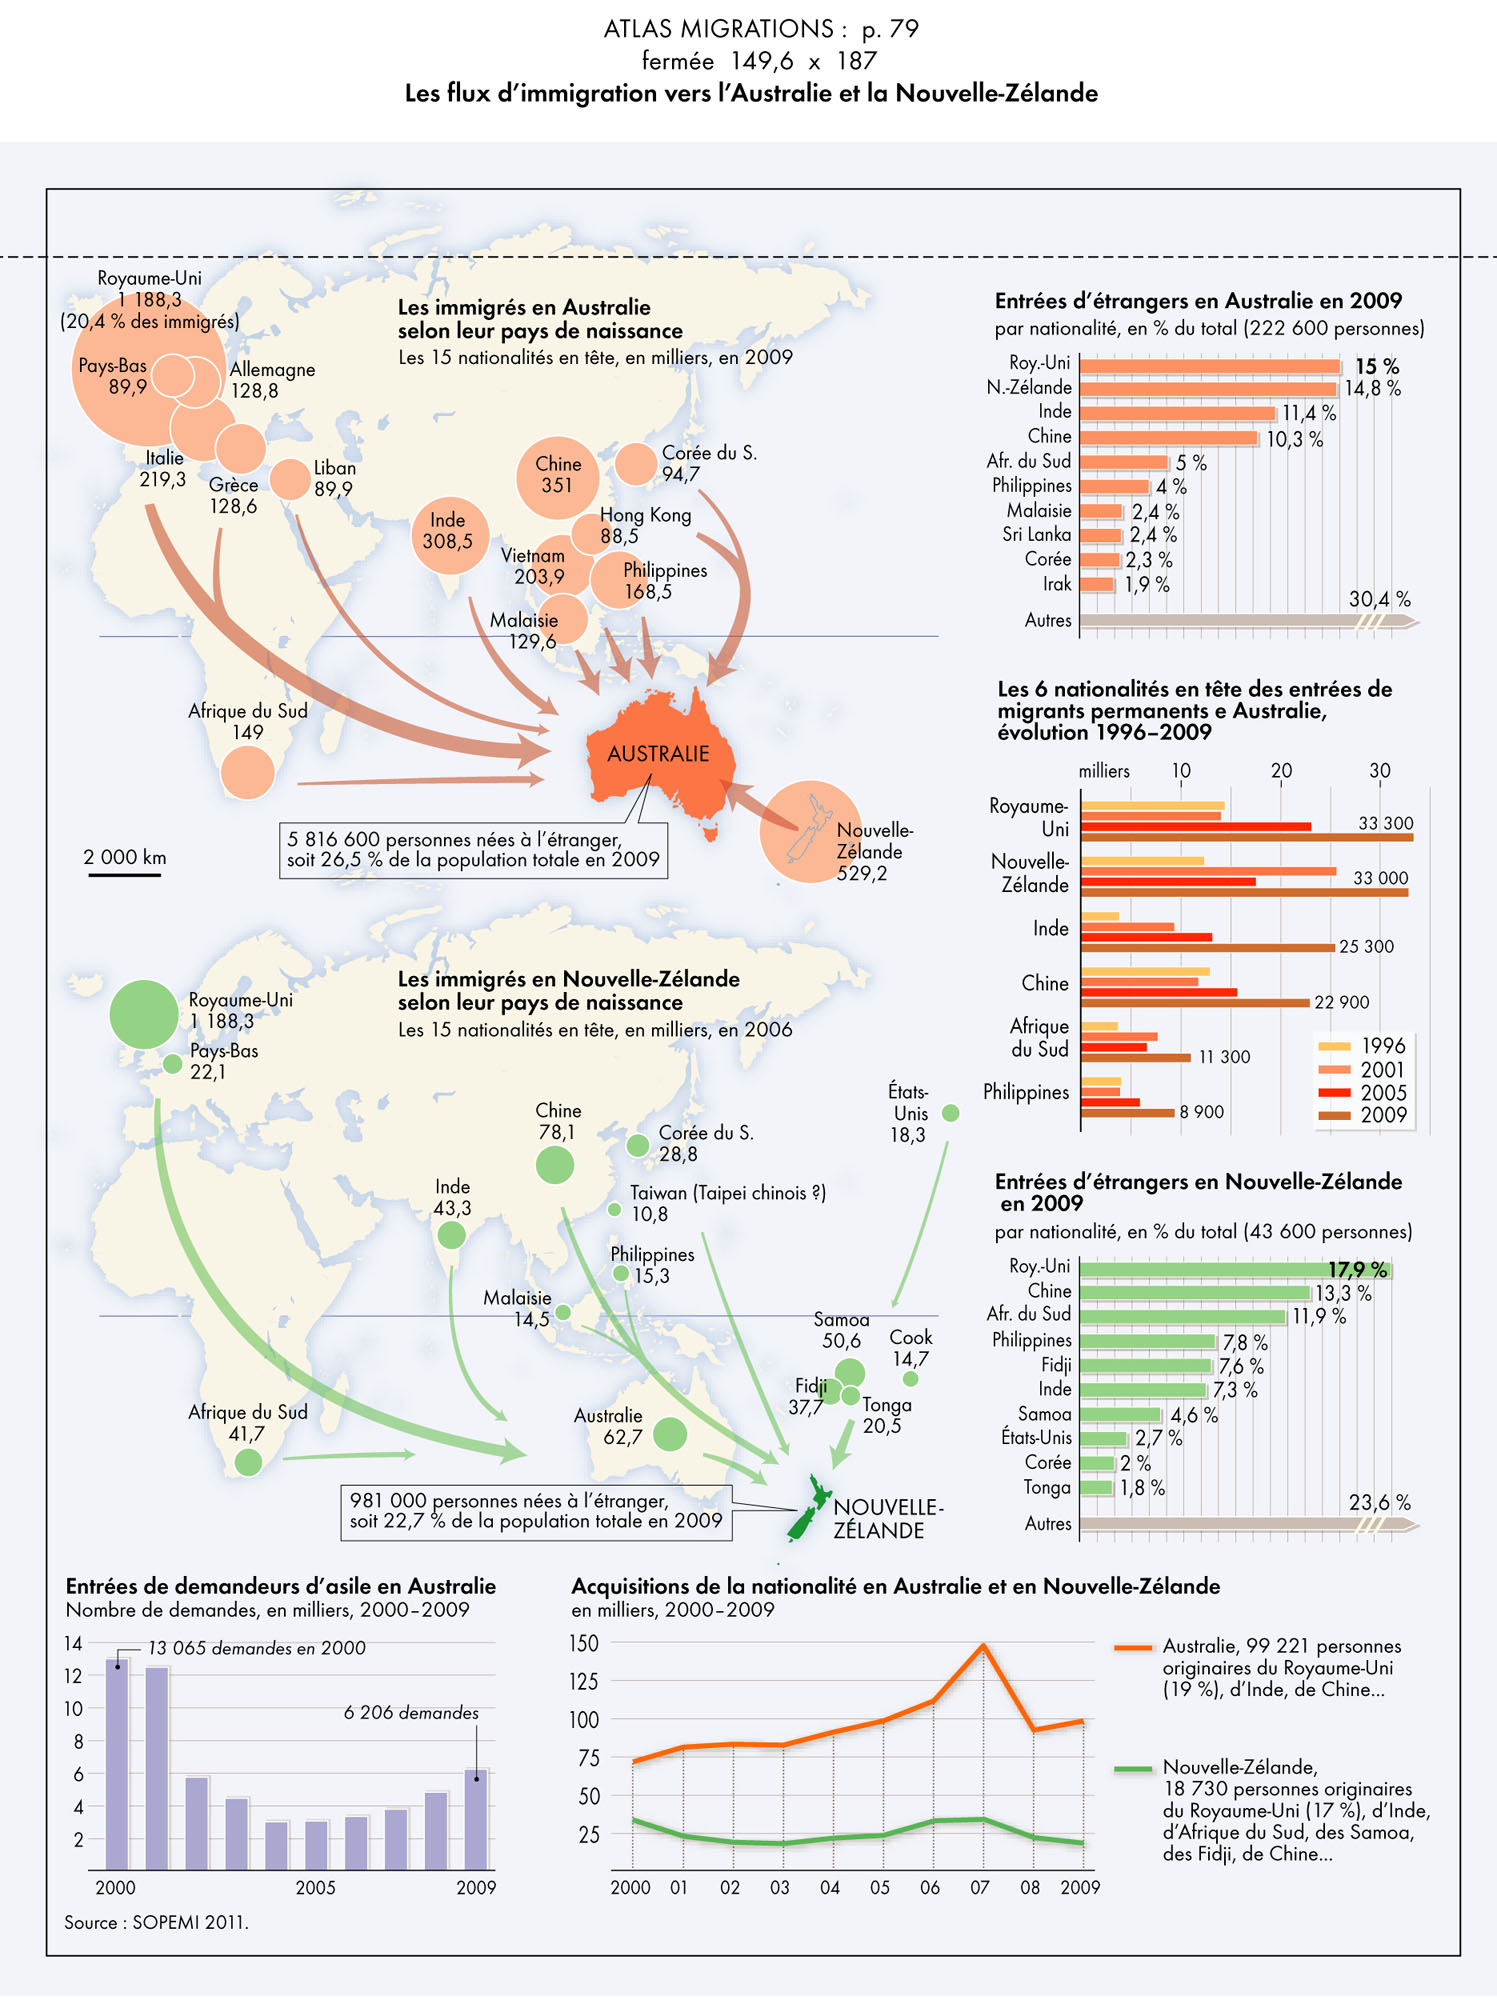 ATLAS MIGRATIONS : p. 79
fermée 149,6 x 187
Les flux d’immigration vers l’Australie et la Nouvelle-Zélande
Les immigrés en Australie
selon leur pays de naissance
Les 15 nationalités en tête, en milliers, en 2009
Royaume-Uni
1 188,3
(20,4 % des immigrés)
Pays-Bas
89,9
Allemagne
128,8
Italie
219,3
Grèce
128,6
Liban
89,9
Chine
351
Corée du S.
94,7
Inde
308,5
Hong Kong
88,5
Vietnam
203,9
Philippines
168,5
Malaisie
129,6
Afrique du Sud
149
AUSTRALIE
Nouvelle-
Zélande
529,2
5 816 600 personnes nées à l’étranger,
soit 26,5 % de la population totale en 2009
2 000 km
Entrées d’étrangers en Australie en 2009
par nationalité, en % du total (222 600 personnes)
Roy.-Uni 15 %
N.-Zélande 14,8 %
Inde 11,4 %
Chine 10,3 %
Afr. du Sud 5 %
Philippines 4 %
Malaisie 2,4 %
Sri Lanka 2,4 %
Corée 2,3 %
Irak 1,9 %
30,4 %
Autres
Les 6 nationalités en tête des entrées de
migrants permanents e Australie,
évolution 1996–2009
milliers 10 20 30
Royaume-
Uni
33 300
Nouvelle-
Zélande
33 000
Inde
25 300
Chine
22 900
Afrique
du Sud
11 300
Philippines
8 900
1996
2001
2005
2009
Les immigrés en Nouvelle-Zélande
selon leur pays de naissance
Les 15 nationalités en tête, en milliers, en 2006
Royaume-Uni
1 188,3
Pays-Bas
22,1
Chine
78,1
Corée du S.
28,8
Inde
43,3
Taiwan (Taipei chinois ?)
10,8
Philippines
15,3
Malaisie
14,5
États-
Unis
18,3
Samoa
50,6
Cook
14,7
Fidji
37,7
Tonga
20,5
Afrique du Sud
41,7
Australie
62,7
981 000 personnes nées à l’étranger,
soit 22,7 % de la population totale en 2009
NOUVELLE-
ZÉLANDE
Entrées d’étrangers en Nouvelle-Zélande
en 2009
par nationalité, en % du total (43 600 personnes)
Roy.-Uni 17,9 %
Chine 13,3 %
Afr. du Sud 11,9 %
Philippines 7,8 %
Fidji 7,6 %
Inde 7,3 %
Samoa 4,6 %
États-Unis 2,7 %
Corée 2 %
Tonga 1,8 %
23,6 %
Autres
Entrées de demandeurs d’asile en Australie
Nombre de demandes, en milliers, 2000–2009
14
12
10
8
6
4
2
13 065 demandes en 2000
6 206 demandes
2000 2005 2009
Acquisitions de la nationalité en Australie et en Nouvelle-Zélande
en milliers, 2000–2009
150
125
100
75
50
25
2000 01 02 03 04 05 06 07 08 2009
Australie, 99 221 personnes
originaires du Royaume-Uni
(19 %), d’Inde, de Chine...
Nouvelle-Zélande,
18 730 personnes originaires
du Royaume-Uni (17 %), d’Inde,
d’Afrique du Sud, des Samoa,
des Fidji, de Chine...
Source : SOPEMI 2011.